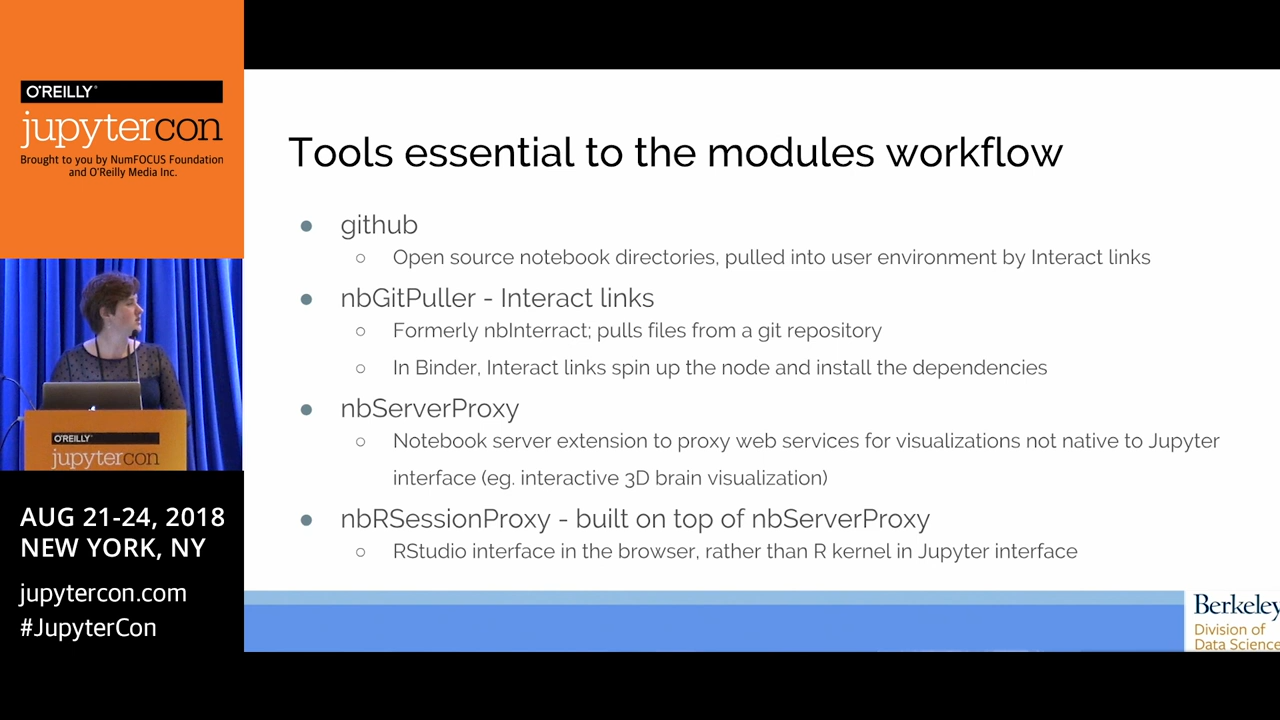 O'REILLY®
jupytercon
Brought to you by NumFOCUS Foundation
and O'Reilly Media Inc.
O'REILLY®
jupytercon
AUG 21-24, 2018
NEW YORK, NY
jupytercon.com
#JupyterCon
Tools essential to the modules workflow
● github
○ Open source notebook directories, pulled into user environment by Interact links
● nbGitPuller - Interact links
○ Formerly nbInterract; pulls files from a git repository
○ In Binder, Interact links spin up the node and install the dependencies
● nbServerProxy
○ Notebook server extension to proxy web services for visualizations not native to Jupyter
interface (eg. interactive 3D brain visualization)
● nbRSessionProxy - built on top of nbServerProxy
○ RStudio interface in the browser, rather than R kernel in Jupyter interface
Berkeley
Division of
Data Science